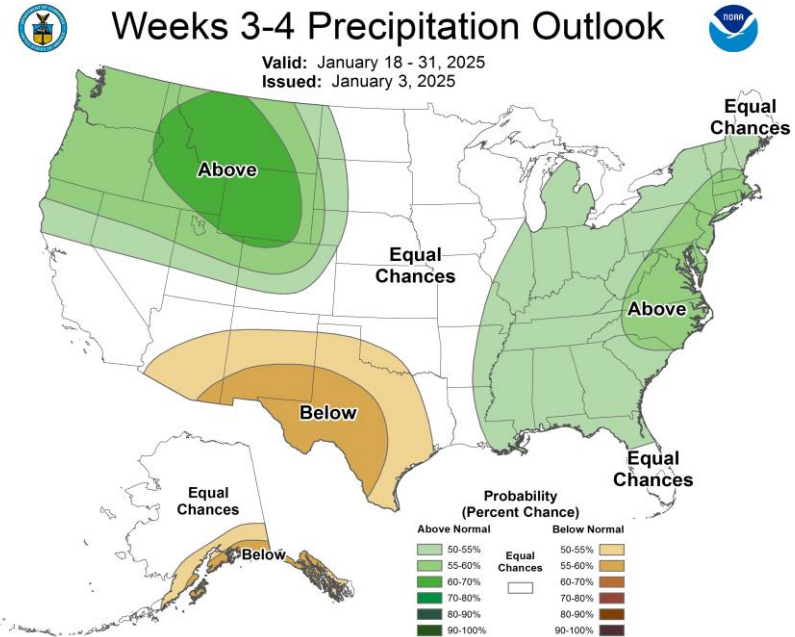 Weeks 3-4 Precipitation Outlook
NOAA
Valid: January 18 - 31, 2025
Issued: January 3, 2025
Equal
Chances
Above
Equal
Chances
Above
Below
Equal
Chances
Equal
Chances
Below
Probability
(Percent Chance)
Above Normal
Below Normal
50-55%
55-60%
60-70%
70-80%
80-90%
90-100%
Equal
Chances
50-55%
55-60%
60-70%
70-80%
80-90%
90-100%